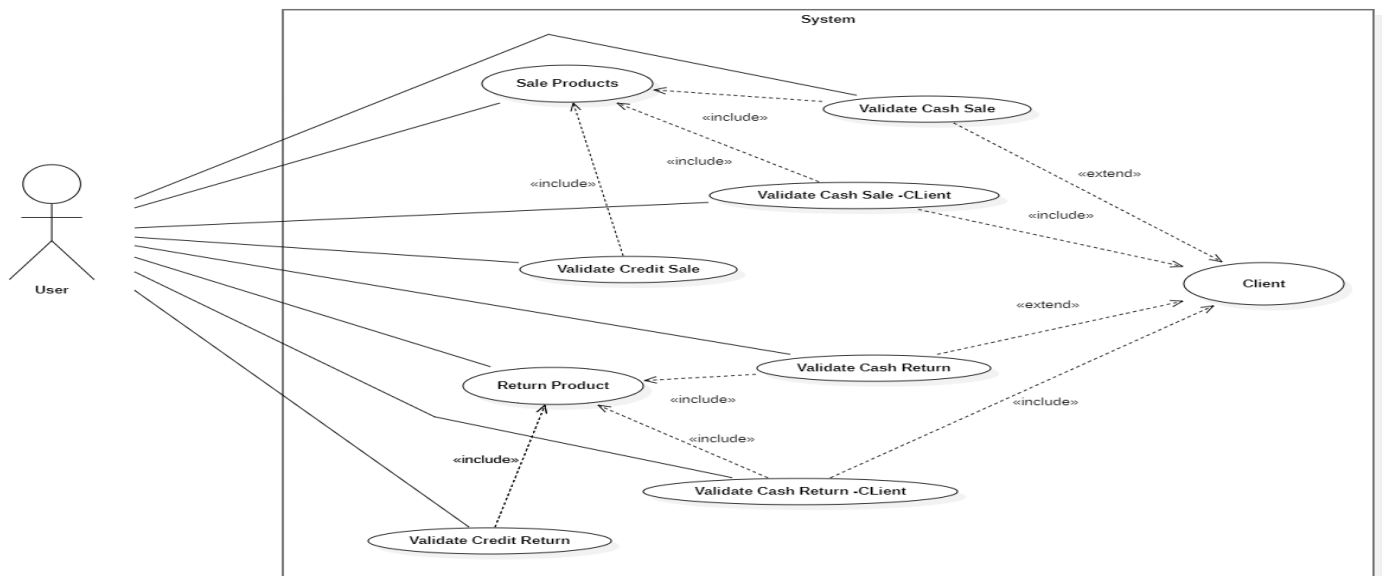 System
Sale Products
Validate Cash Sale
«include»
«include»
«extend»
«include»
Validate Cash Sale -CLient
«include»
Validate Credit Sale
Client
User
«extend»
Validate Cash Return
Return Product
«include»
«include»
«include»
«include»
Validate Cash Return -CLient
Validate Credit Return